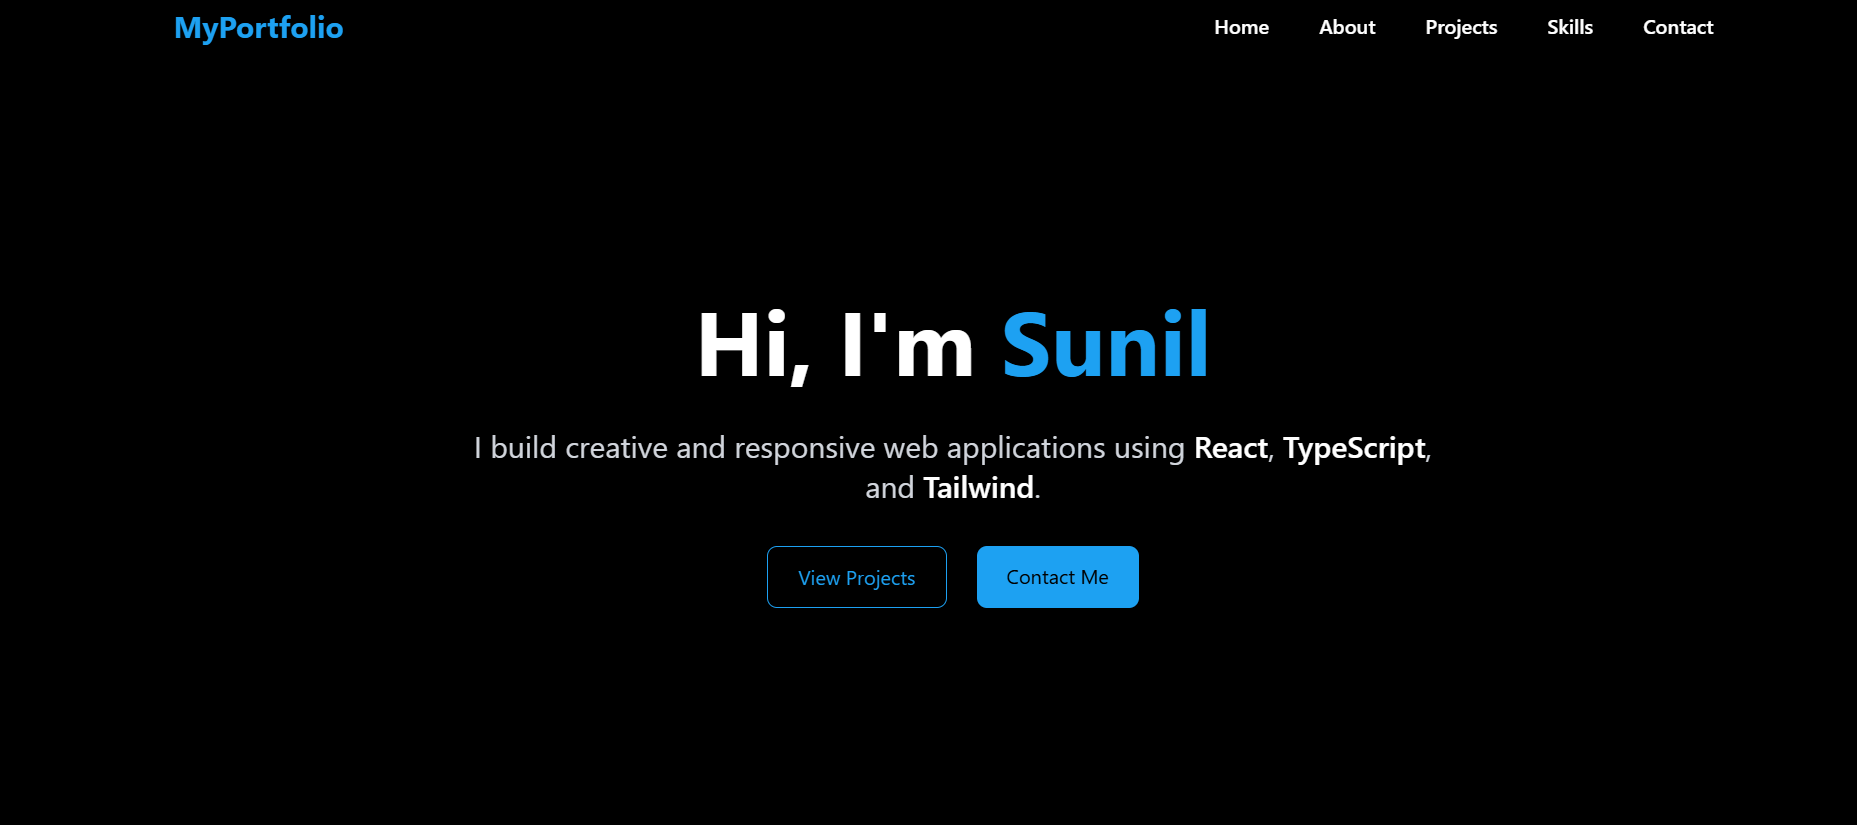 MyPortfolio
Home About Projects Skills Contact
Hi, I'm Sunil
I build creative and responsive web applications using React, TypeScript,
and Tailwind.
View Projects
Contact Me